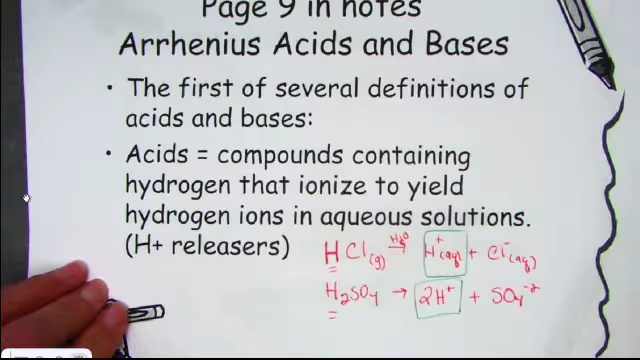 Page 9 in notes
Arrhenius Acids and Bases
• The first of several definitions of
acids and bases:
• Acids = compounds containing
hydrogen that ionize to yield
hydrogen ions in aqueous solutions.
(H+ releasers)
HCl(g) H₂O→ H⁺(aq) + Cl⁻(aq)
H₂SO₄ → 2H⁺ + SO₄⁻²